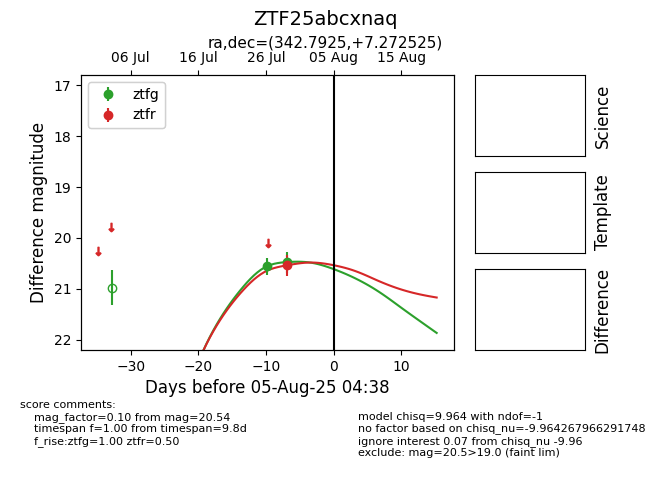 ZTF25abcxnaq
ra,dec=(342.7925,+7.272525)
06 Jul 16 Jul 26 Jul 05 Aug 15 Aug
ztfg
ztfr
17
18
19
20
21
22
Difference magnitude
−30 −20 −10 0 10
Days before 05-Aug-25 04:38
Science
Template
Difference
score comments:
mag_factor=0.10 from mag=20.54
timespan f=1.00 from timespan=9.8d
f_rise:ztfg=1.00 ztfr=0.50
model chisq=9.964 with ndof=-1
no factor based on chisq_nu=-9.964267966291748
ignore interest 0.07 from chisq_nu -9.96
exclude: mag=20.5>19.0 (faint lim)